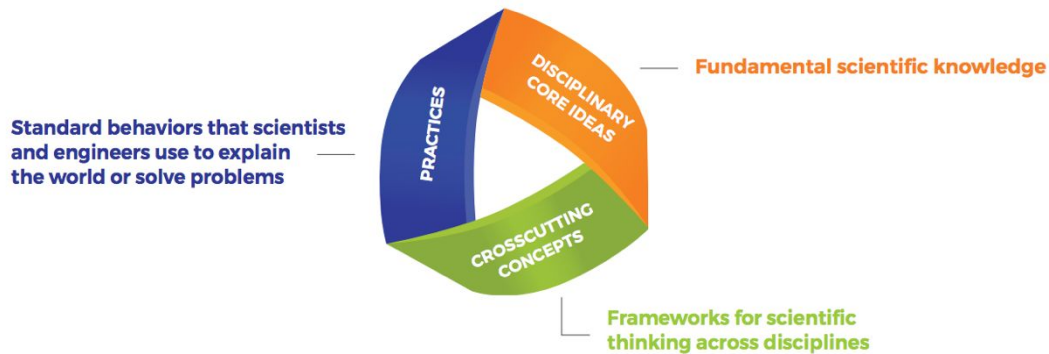 DISCIPLINARY
CORE IDEAS
Fundamental scientific knowledge
PRACTICES
Standard behaviors that scientists
and engineers use to explain
the world or solve problems
CROSSCUTTING
CONCEPTS
Frameworks for scientific
thinking across disciplines